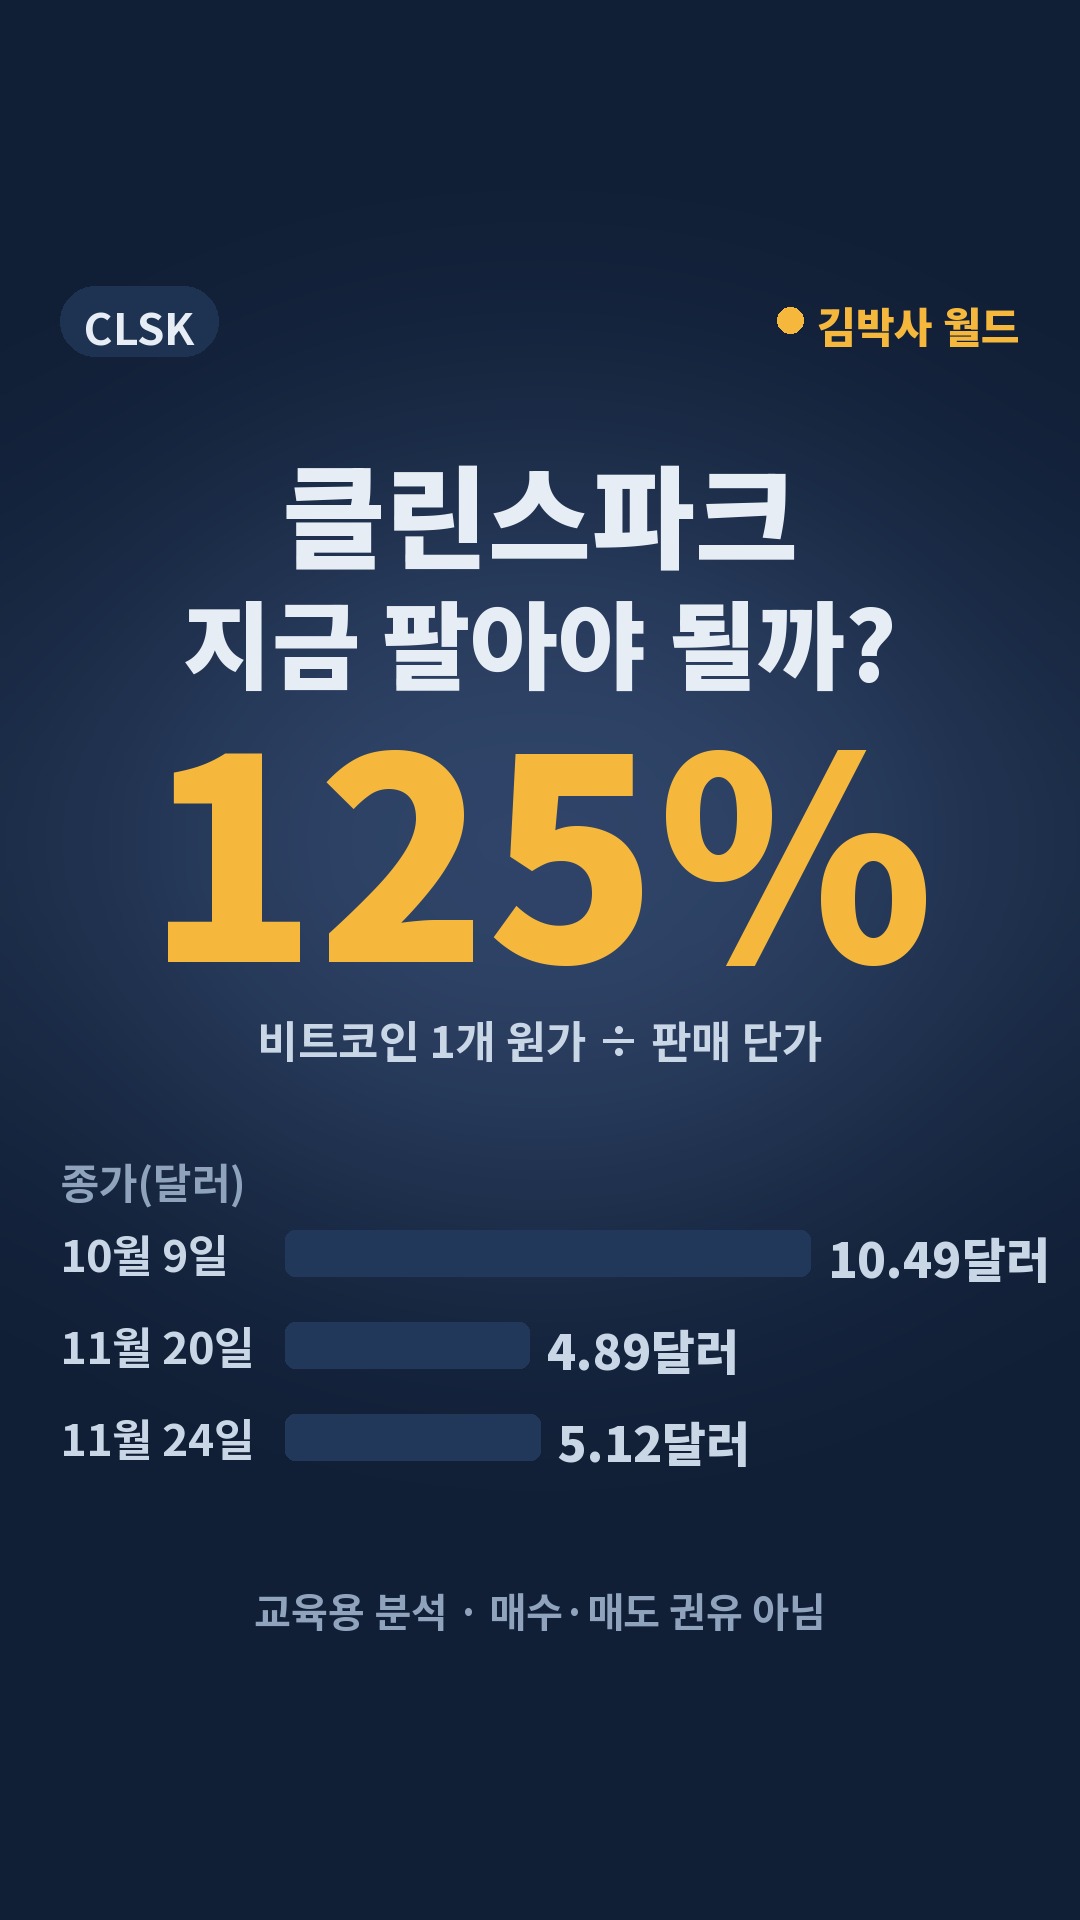 CLSK
김박사 월드
클린스파크
지금 팔아야 될까?
125%
비트코인 1개 원가 ÷ 판매 단가
종가(달러)
10월 9일 10.49달러
11월 20일 4.89달러
11월 24일 5.12달러
교육용 분석 · 매수·매도 권유 아님